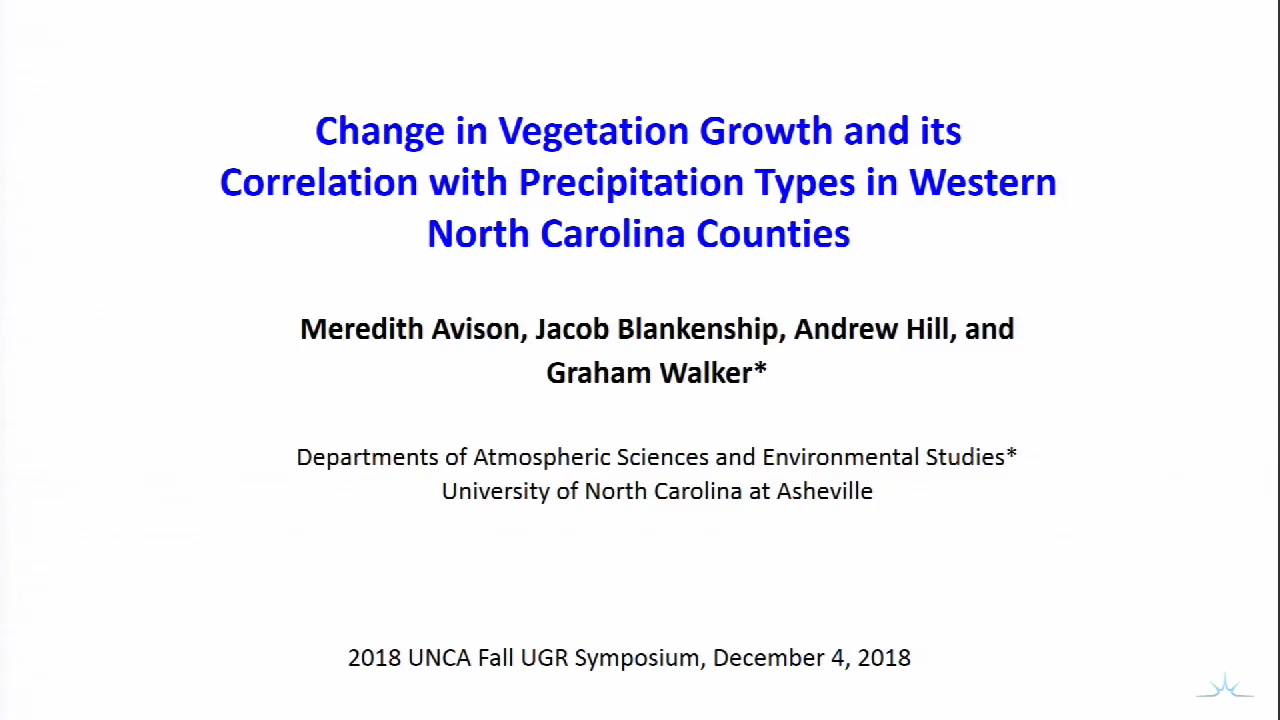 Change in Vegetation Growth and its
Correlation with Precipitation Types in Western
North Carolina Counties
Meredith Avison, Jacob Blankenship, Andrew Hill, and
Graham Walker*
Departments of Atmospheric Sciences and Environmental Studies*
University of North Carolina at Asheville
2018 UNCA Fall UGR Symposium, December 4, 2018